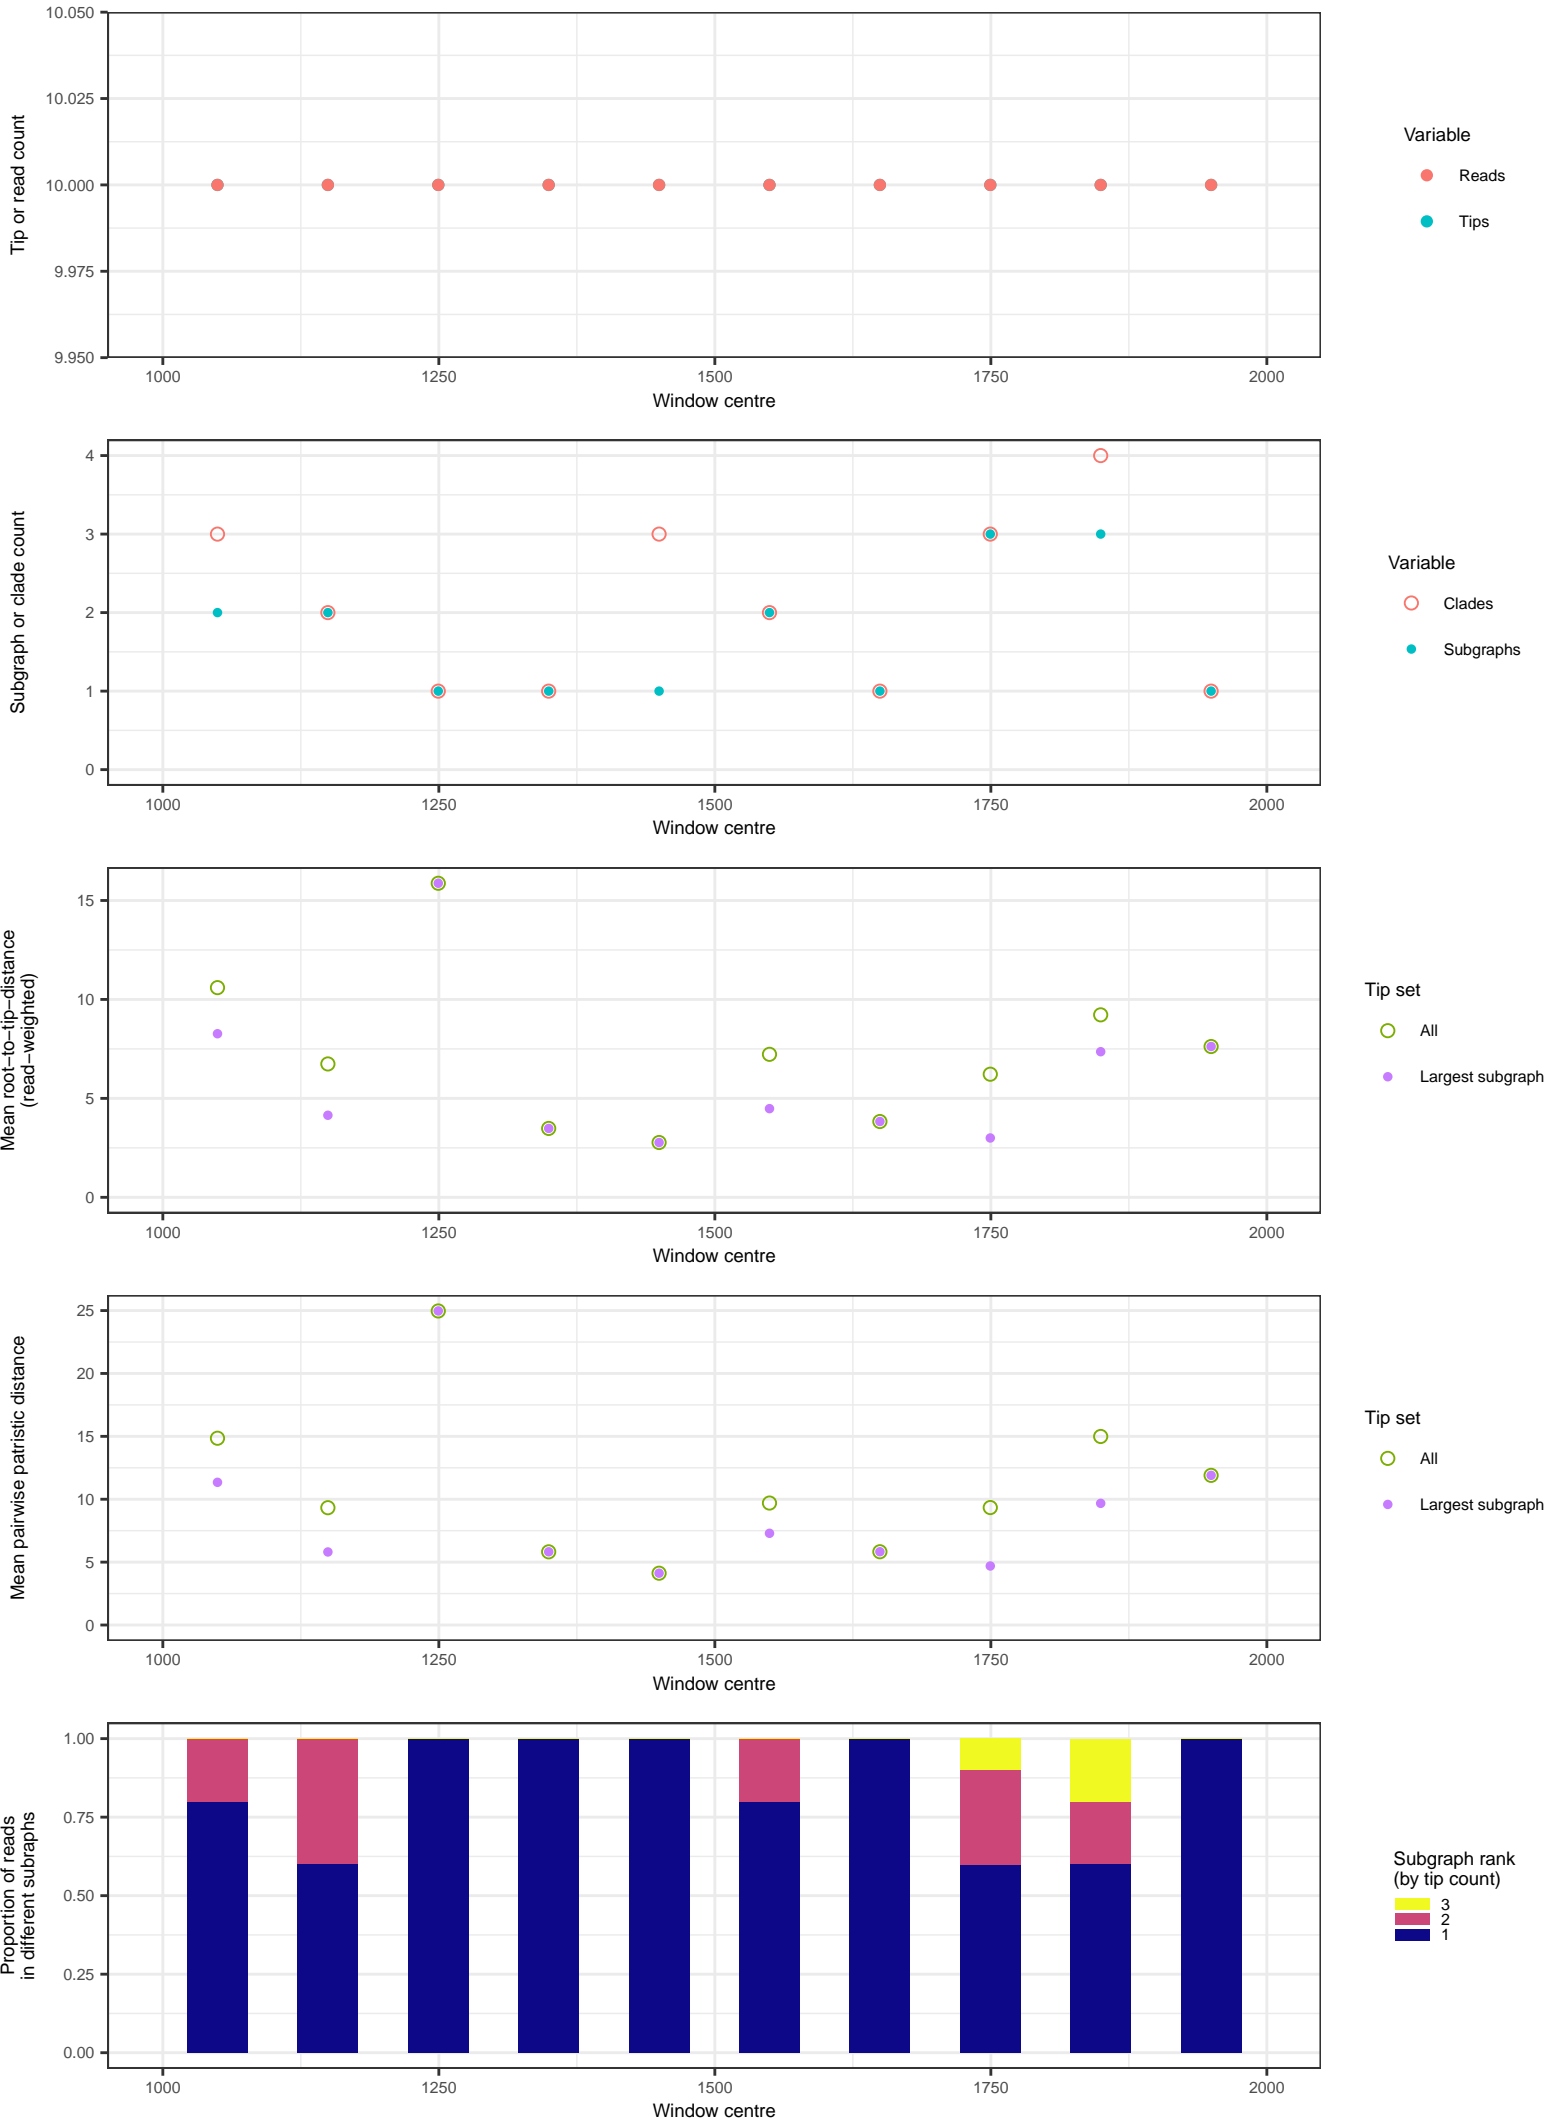 10.050
10.025
10.000
9.975
9.950
Tip or read count
1000 1250 1500 1750 2000
Window centre
Variable
Reads
Tips
4
3
2
1
0
Subgraph or clade count
1000 1250 1500 1750 2000
Window centre
Variable
Clades
Subgraphs
15
10
5
0
Mean root−to−tip−distance
(read−weighted)
1000 1250 1500 1750 2000
Window centre
Tip set
All
Largest subgraph
25
20
15
10
5
0
Mean pairwise patristic distance
1000 1250 1500 1750 2000
Window centre
Tip set
All
Largest subgraph
1.00
0.75
0.50
0.25
0.00
Proportion of reads
in different subraphs
1000 1250 1500 1750 2000
Window centre
Subgraph rank
(by tip count)
3
2
1